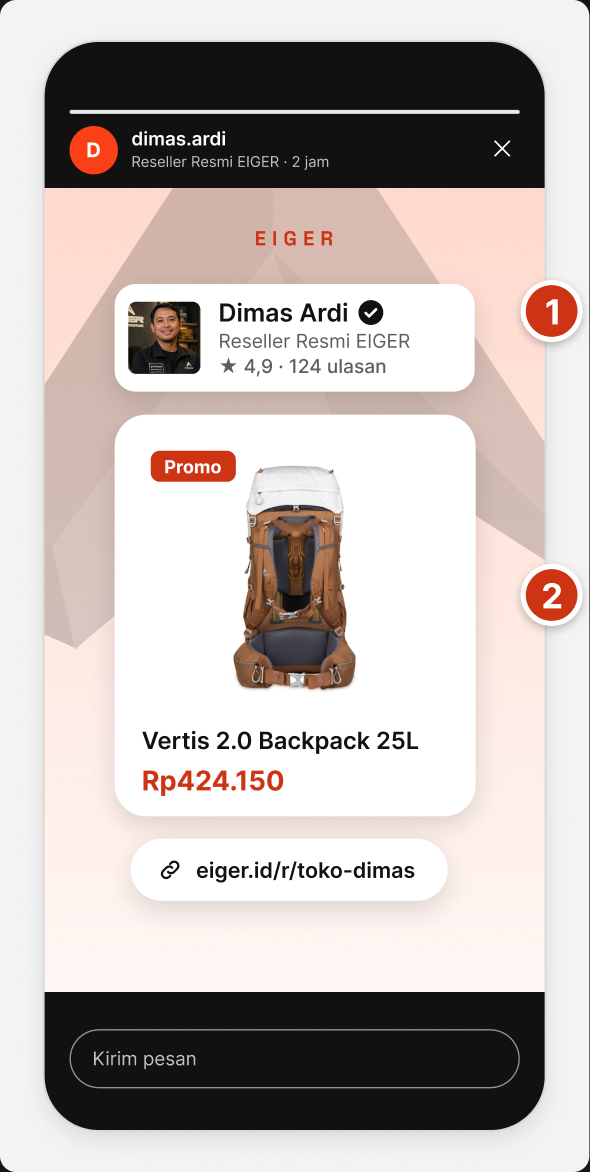 D
dimas.ardi
Reseller Resmi EIGER · 2 jam
EIGER
Dimas Ardi
Reseller Resmi EIGER
★ 4,9 · 124 ulasan
1
Promo
2
Vertis 2.0 Backpack 25L
Rp424.150
eiger.id/r/toko-dimas
Kirim pesan